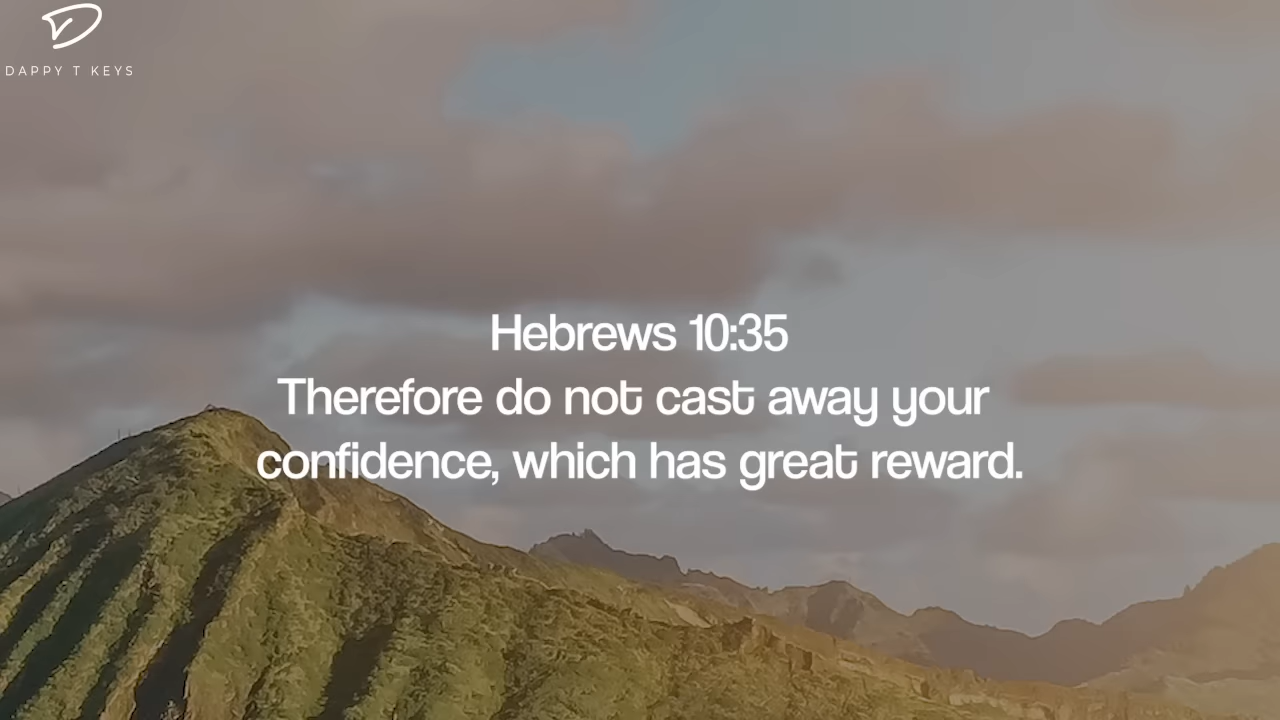 DAPPY T KEYS
Hebrews 10:35
Therefore do not cast away your
confidence, which has great reward.